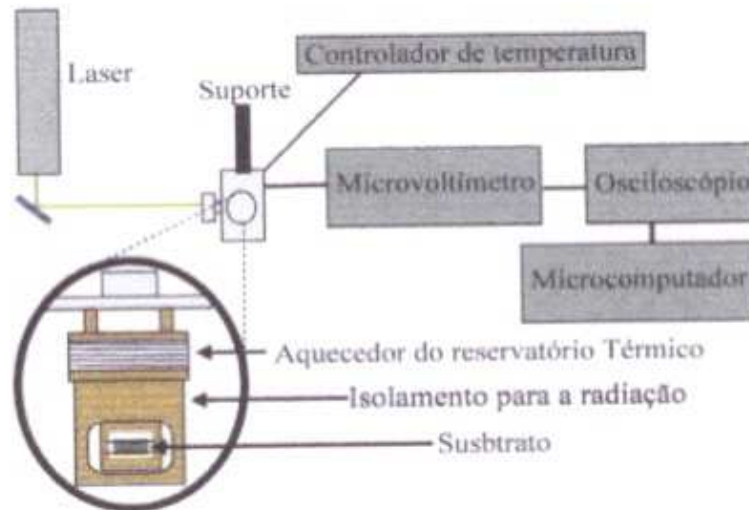 Controlador de temperatura
Laser
Suporte
Microvoltímetro
Osciloscópio
Microcomputador
Aquecedor do reservatório Térmico
Isolamento para a radiação
Susbtrato